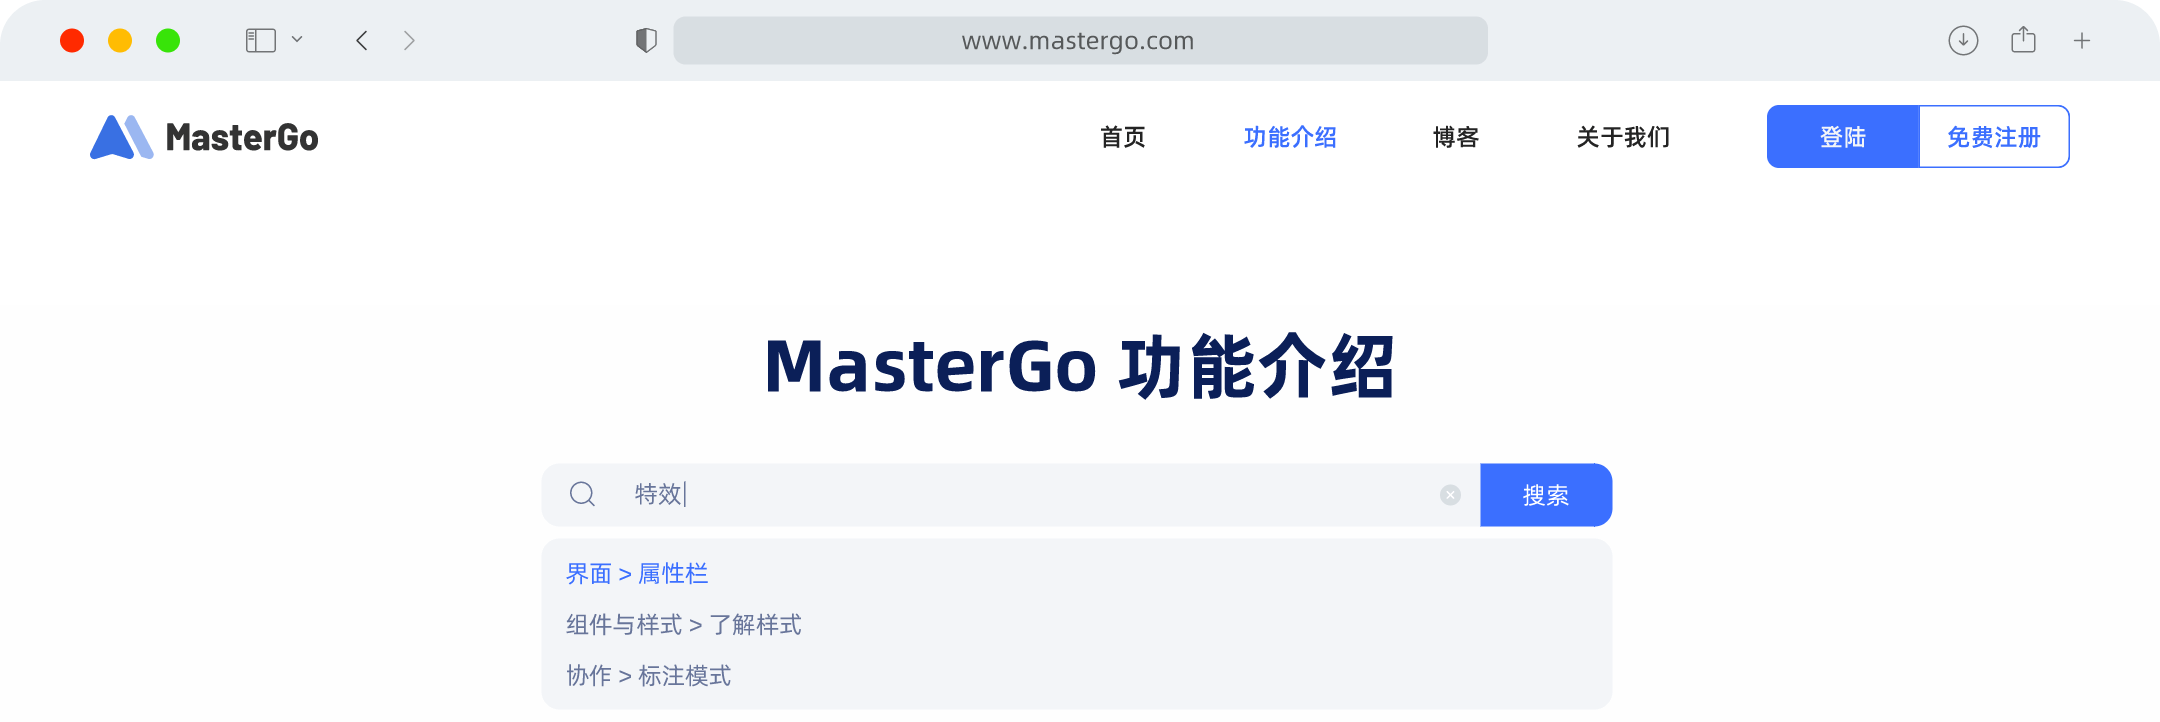 www.mastergo.com
MasterGo
首页 功能介绍 博客 关于我们 登陆 免费注册
MasterGo 功能介绍
特效 搜索
界面 > 属性栏
组件与样式 > 了解样式
协作 > 标注模式